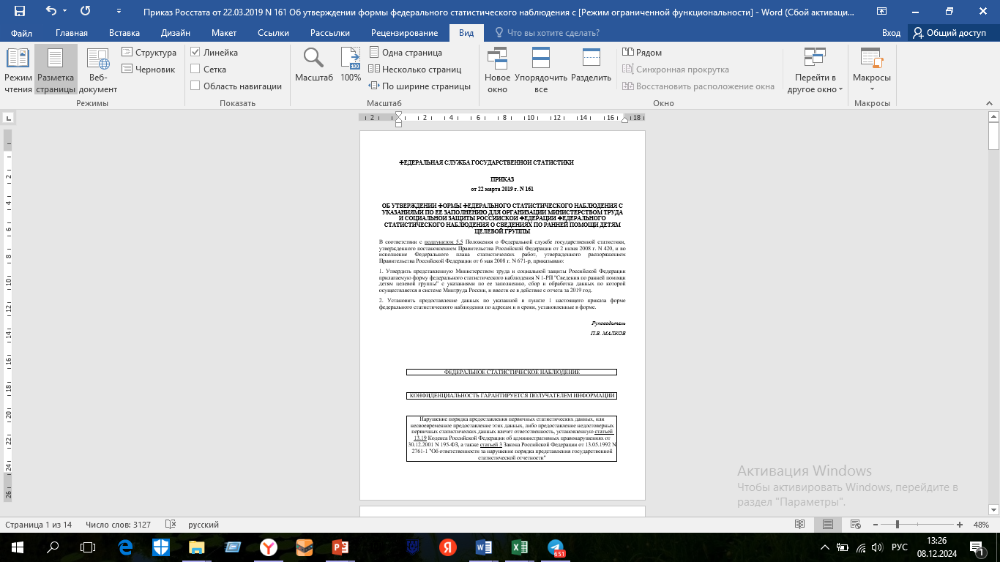 Приказ Росстата от 22.03.2019 N 161 Об утверждении формы федерального статистического наблюдения с [Режим ограниченной функциональности] - Word (Сбой активаци...
Файл Главная Вставка Дизайн Макет Ссылки Рассылки Рецензирование Вид Что вы хотите сделать? Вход Общий доступ
Режим чтения
Разметка страницы
Веб-документ
Структура
Черновик
Режимы
Линейка
Сетка
Область навигации
Показать
Масштаб
100%
Одна страница
Несколько страниц
По ширине страницы
Масштаб
Новое окно
Упорядочить все
Разделить
Рядом
Синхронная прокрутка
Восстановить расположение окна
Перейти в другое окно
Окно
Макросы
Макросы
2 2 4 6 8 10 12 14 16 18
2
4
6
8
10
12
14
16
18
20
22
24
26
ФЕДЕРАЛЬНАЯ СЛУЖБА ГОСУДАРСТВЕННОЙ СТАТИСТИКИ
ПРИКАЗ
от 22 марта 2019 г. N 161
ОБ УТВЕРЖДЕНИИ ФОРМЫ ФЕДЕРАЛЬНОГО СТАТИСТИЧЕСКОГО НАБЛЮДЕНИЯ С
УКАЗАНИЯМИ ПО ЕЕ ЗАПОЛНЕНИЮ ДЛЯ ОРГАНИЗАЦИИ МИНИСТЕРСТВОМ ТРУДА
И СОЦИАЛЬНОЙ ЗАЩИТЫ РОССИЙСКОЙ ФЕДЕРАЦИИ ФЕДЕРАЛЬНОГО
СТАТИСТИЧЕСКОГО НАБЛЮДЕНИЯ О СВЕДЕНИЯХ ПО РАННЕЙ ПОМОЩИ ДЕТЯМ
ЦЕЛЕВОЙ ГРУППЫ
В соответствии с подпунктом 5.5 Положения о Федеральной службе государственной статистики,
утвержденного постановлением Правительства Российской Федерации от 2 июня 2008 г. N 420, и во
исполнение Федерального плана статистических работ, утвержденного распоряжением
Правительства Российской Федерации от 6 мая 2008 г. N 671-р, приказываю:
1. Утвердить представленную Министерством труда и социальной защиты Российской Федерации
прилагаемую форму федерального статистического наблюдения N 1-РП "Сведения по ранней помощи
детям целевой группы" с указаниями по ее заполнению, сбор и обработка данных по которой
осуществляется в системе Минтруда России, и ввести ее в действие с отчета за 2019 год.
2. Установить предоставление данных по указанной в пункте 1 настоящего приказа форме
федерального статистического наблюдения по адресам и в сроки, установленные в форме.
Руководитель
П.В. МАЛКОВ
ФЕДЕРАЛЬНОЕ СТАТИСТИЧЕСКОЕ НАБЛЮДЕНИЕ
КОНФИДЕНЦИАЛЬНОСТЬ ГАРАНТИРУЕТСЯ ПОЛУЧАТЕЛЕМ ИНФОРМАЦИИ
Нарушение порядка предоставления первичных статистических данных, или
несвоевременное предоставление этих данных, либо предоставление недостоверных
первичных статистических данных влечет ответственность, установленную статьей
13.19 Кодекса Российской Федерации об административных правонарушениях от
30.12.2001 N 195-ФЗ, а также статьей 3 Закона Российской Федерации от 13.05.1992 N
2761-1 "Об ответственности за нарушение порядка представления государственной
статистической отчетности"
Активация Windows
Чтобы активировать Windows, перейдите в
раздел "Параметры".
Страница 1 из 14 Число слов: 3127 русский 48%
651
РУС
13:26
08.12.2024
1